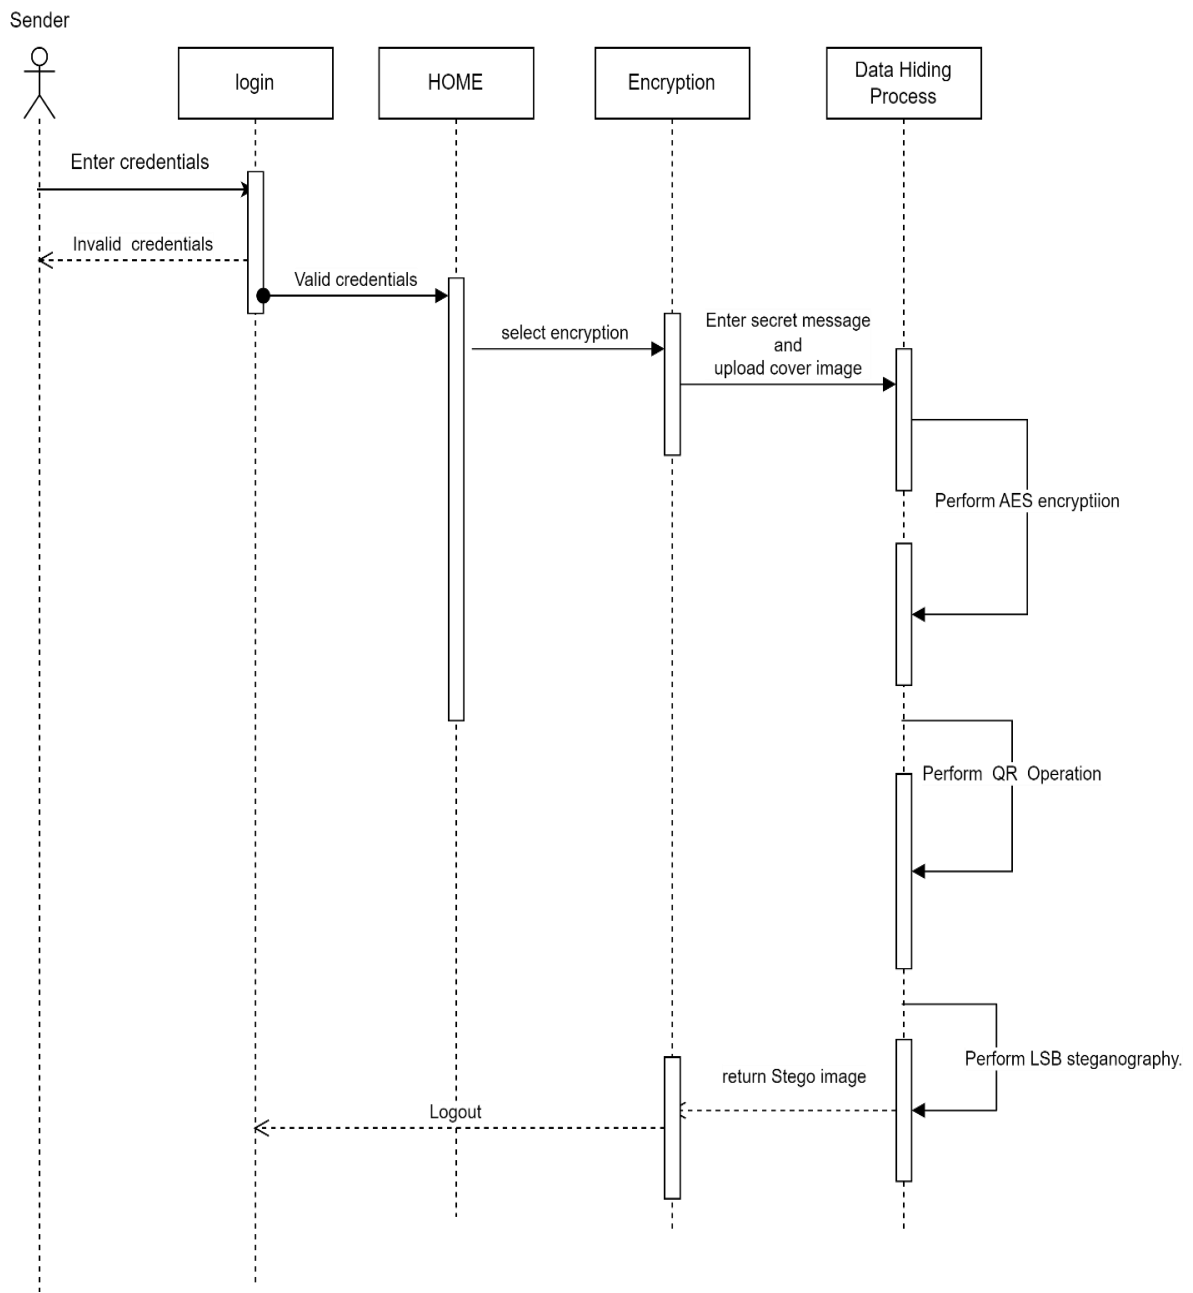 Sender
login
HOME
Encryption
Data Hiding
Process
Enter credentials
Invalid credentials
Valid credentials
select encryption
Enter secret message
and
upload cover image
Perform AES encryptiion
Perform QR Operation
Perform LSB steganography.
return Stego image
Logout